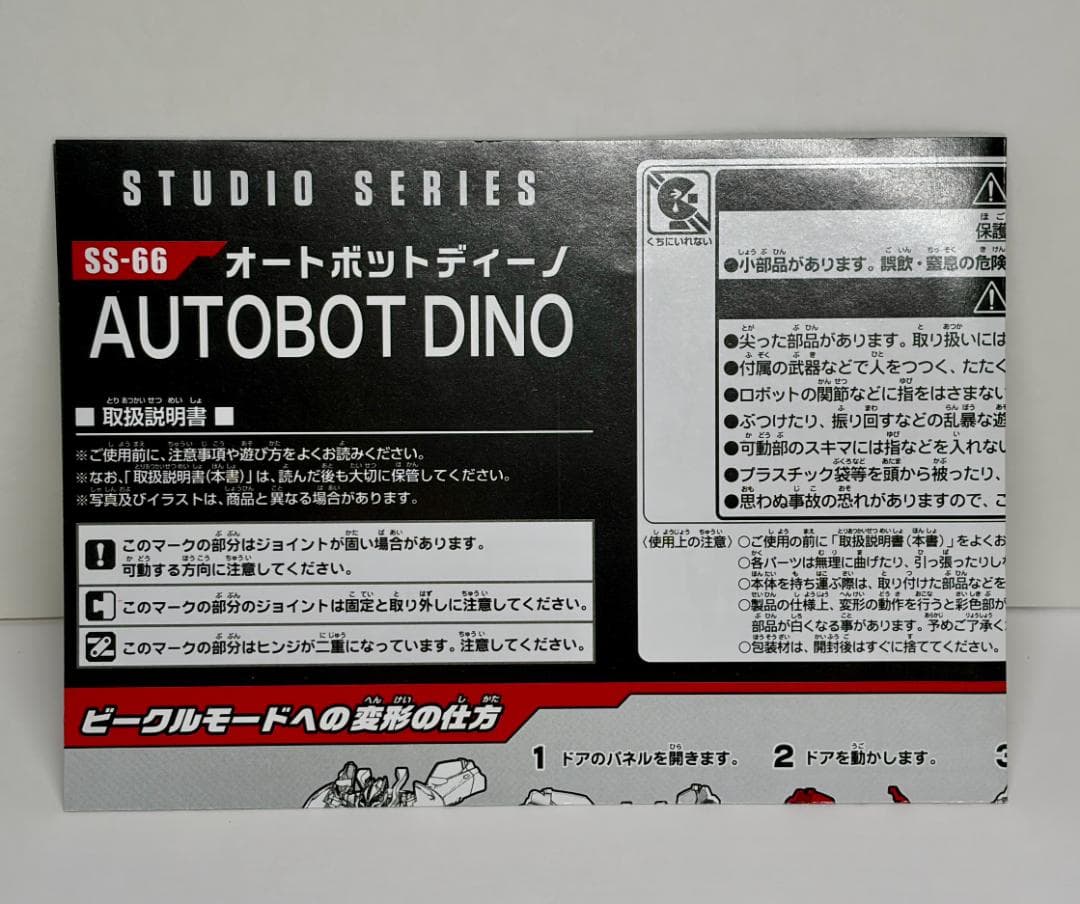 STUDIO SERIES
SS-66 オートボットディーノ
AUTOBOT DINO
■ 取扱説明書 ■
※ご使用前に、注意事項や遊び方をよくお読みください。
※なお、「取扱説明書(本書)」は、読んだ後も大切に保管してください。
※写真及びイラストは、商品と異なる場合があります。
このマークの部分はジョイントが固い場合があります。
可動する方向に注意してください。
このマークの部分のジョイントは固定と取り外しに注意してください。
このマークの部分はヒンジが二重になっています。注意してください。
くちにいれない
保護
●小部品があります。誤飲・窒息の危険
●尖った部品があります。取り扱いには
●付属の武器などで人をつつく、たたく
●ロボットの関節などに指をはさまない
●ぶつけたり、振り回すなどの乱暴な遊
●可動部のスキマには指などを入れない
●プラスチック袋等を頭から被ったり、
●思わぬ事故の恐れがありますので、こ
〈使用上の注意〉○ご使用の前に「取扱説明書(本書)」をよくお
○各パーツは無理に曲げたり、引っ張ったりし
○本体を持ち運ぶ際は、取り付けた部品などを
○製品の仕様上、変形の動作を行うと彩色部が
部品が白くなる事があります。予めご了承く
○包装材は、開封後はすぐに捨ててください。
ビークルモードへの変形の仕方
1 ドアのパネルを開きます。
2 ドアを動かします。
3